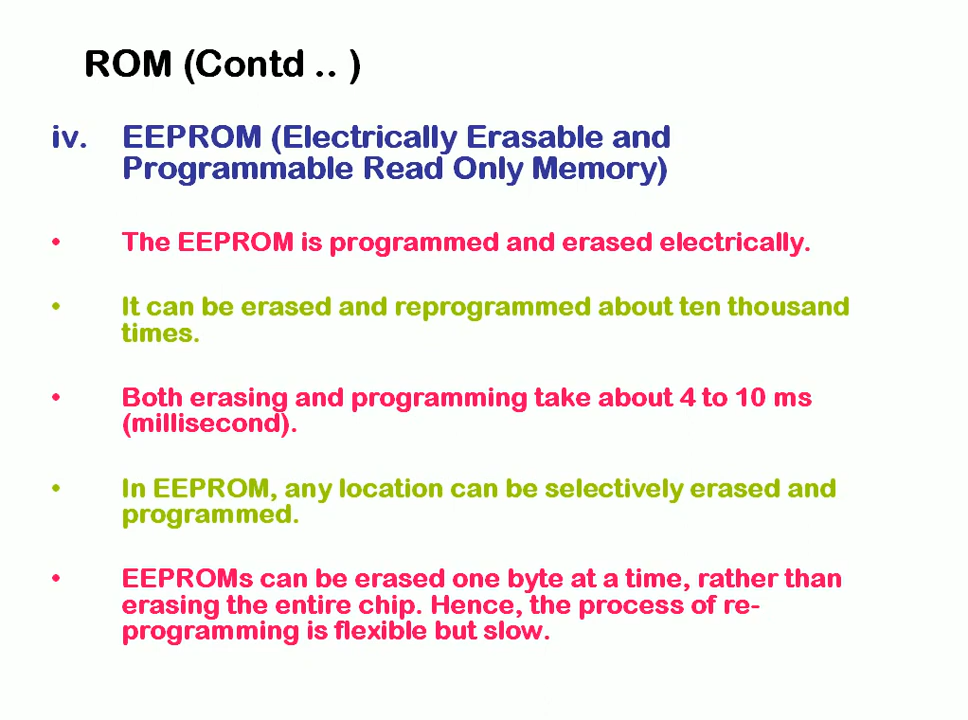 ROM (Contd .. )
iv. EEPROM (Electrically Erasable and
Programmable Read Only Memory)
• The EEPROM is programmed and erased electrically.
• It can be erased and reprogrammed about ten thousand
times.
• Both erasing and programming take about 4 to 10 ms
(millisecond).
• In EEPROM, any location can be selectively erased and
programmed.
• EEPROMs can be erased one byte at a time, rather than
erasing the entire chip. Hence, the process of re-
programming is flexible but slow.